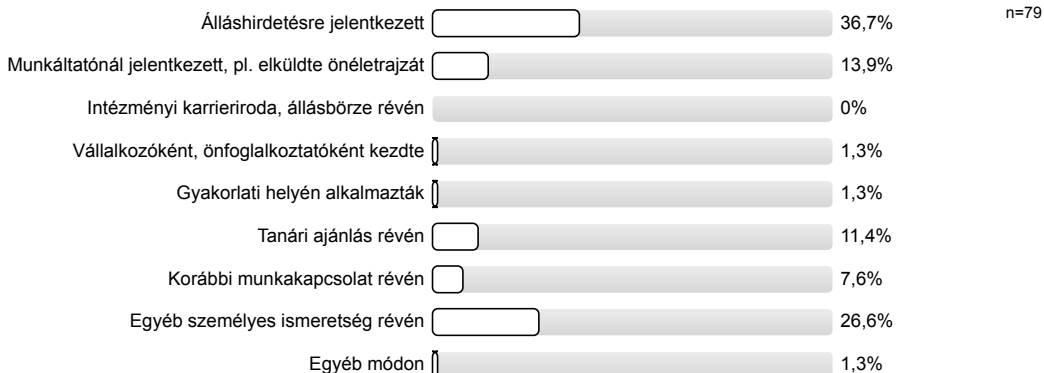 n=79
Álláshirdetésre jelentkezett 36,7%
Munkáltatónál jelentkezett, pl. elküldte önéletrajzát 13,9%
Intézményi karrieriroda, állásbörze révén 0%
Vállalkozóként, önfoglalkoztatóként kezdte 1,3%
Gyakorlati helyén alkalmazták 1,3%
Tanári ajánlás révén 11,4%
Korábbi munkakapcsolat révén 7,6%
Egyéb személyes ismeretség révén 26,6%
Egyéb módon 1,3%